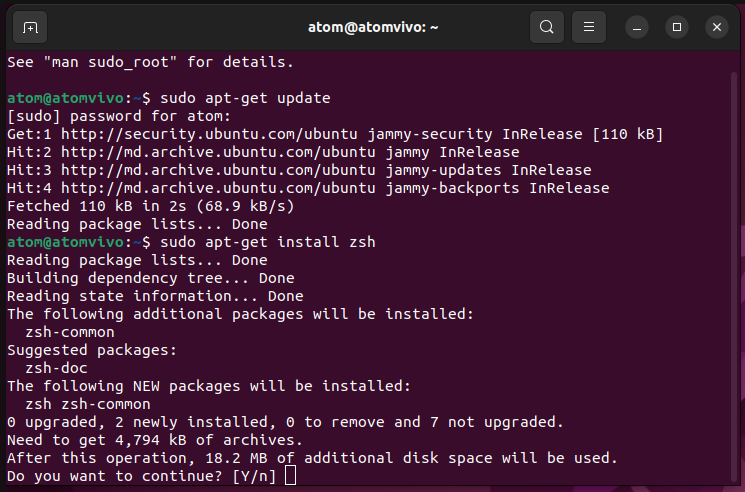 atom@atomvivo: ~
See "man sudo_root" for details.
atom@atomvivo:~$ sudo apt-get update
[sudo] password for atom:
Get:1 http://security.ubuntu.com/ubuntu jammy-security InRelease [110 kB]
Hit:2 http://md.archive.ubuntu.com/ubuntu jammy InRelease
Hit:3 http://md.archive.ubuntu.com/ubuntu jammy-updates InRelease
Hit:4 http://md.archive.ubuntu.com/ubuntu jammy-backports InRelease
Fetched 110 kB in 2s (68.9 kB/s)
Reading package lists... Done
atom@atomvivo:~$ sudo apt-get install zsh
Reading package lists... Done
Building dependency tree... Done
Reading state information... Done
The following additional packages will be installed:
  zsh-common
Suggested packages:
  zsh-doc
The following NEW packages will be installed:
  zsh zsh-common
0 upgraded, 2 newly installed, 0 to remove and 7 not upgraded.
Need to get 4,794 kB of archives.
After this operation, 18.2 MB of additional disk space will be used.
Do you want to continue? [Y/n]